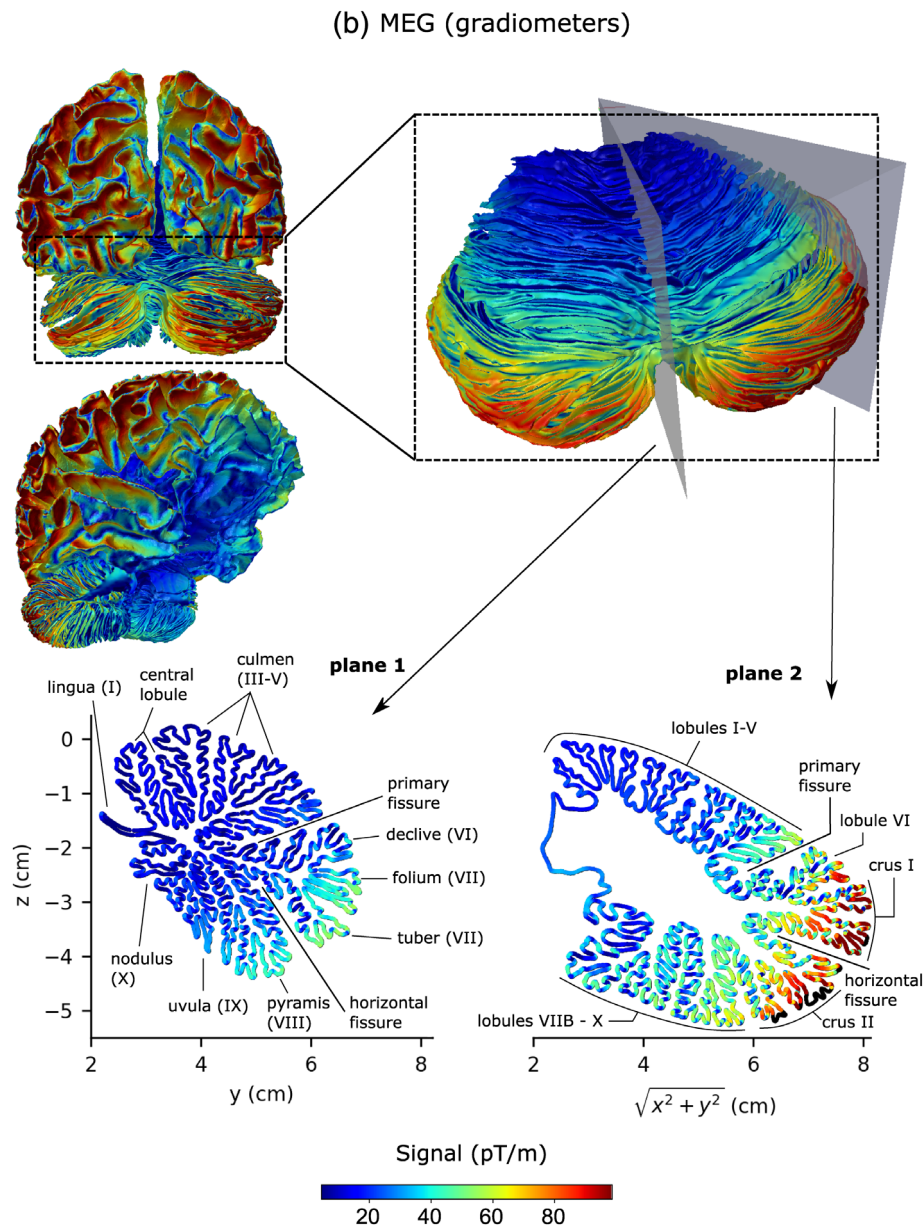 (b) MEG (gradiometers)
plane 1
plane 2
lingua (I)
central
lobule
culmen
(III-V)
primary
fissure
declive (VI)
folium (VII)
tuber (VII)
horizontal
fissure
pyramis
(VIII)
uvula (IX)
nodulus
(X)
z (cm)
0
−1
−2
−3
−4
−5
2
4
6
8
y (cm)
lobules I-V
primary
fissure
lobule VI
crus I
horizontal
fissure
crus II
lobules VIIB - X
2
4
6
8
√x² + y² (cm)
Signal (pT/m)
20
40
60
80